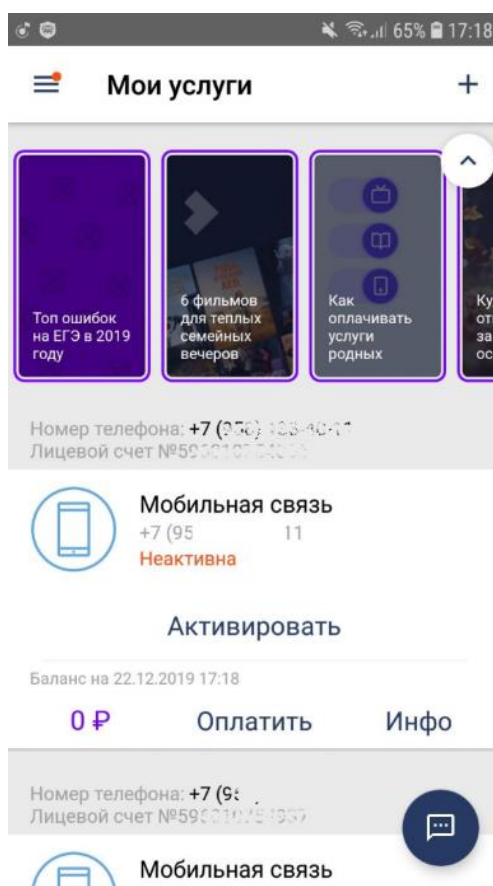 65% 17:18
Мои услуги
Топ ошибок
на ЕГЭ в 2019
году
6 фильмов
для теплых
семейных
вечеров
Как
оплачивать
услуги
родных
Номер телефона: +7
Лицевой счет
Мобильная связь
+7 (95 11
Неактивна
Активировать
Баланс на 22.12.2019 17:18
0 ₽ Оплатить Инфо
Номер телефона: +7
Лицевой счет
Мобильная связь